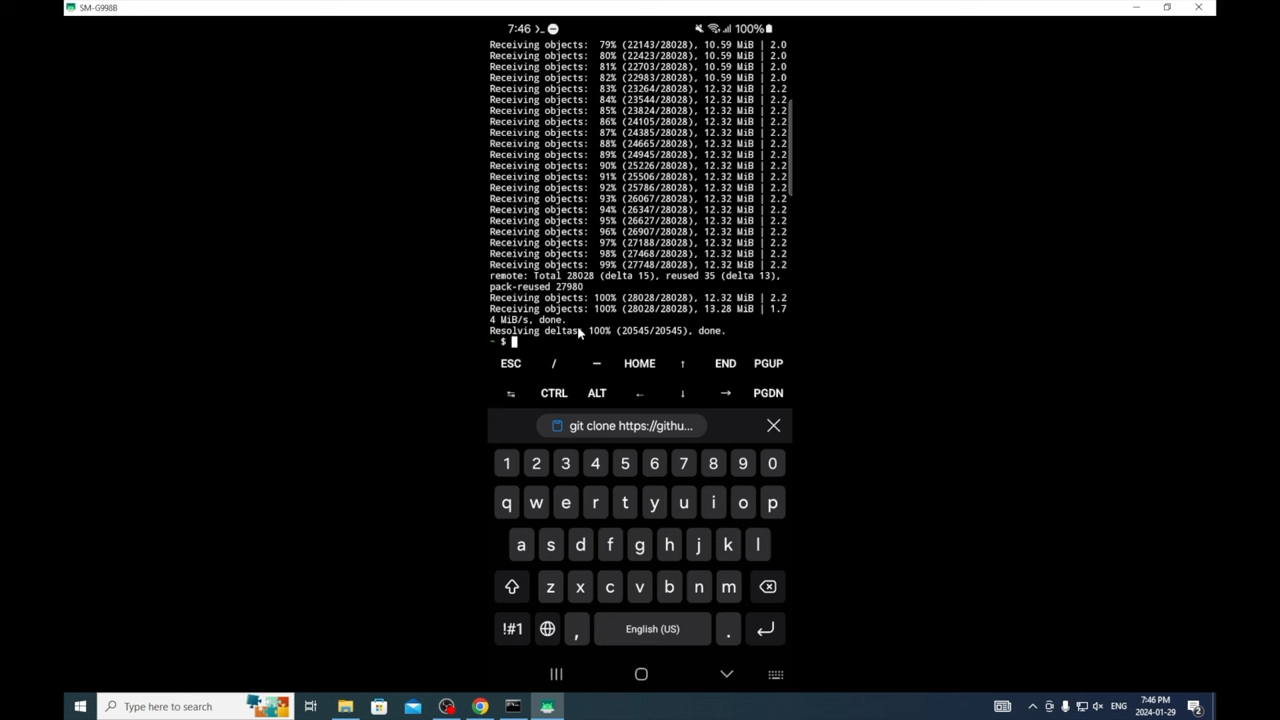 SM-G998B
7:46
100%
Receiving objects:  79% (22143/28028), 10.59 MiB | 2.0
Receiving objects:  80% (22423/28028), 10.59 MiB | 2.0
Receiving objects:  81% (22703/28028), 10.59 MiB | 2.0
Receiving objects:  82% (22983/28028), 10.59 MiB | 2.0
Receiving objects:  83% (23264/28028), 12.32 MiB | 2.2
Receiving objects:  84% (23544/28028), 12.32 MiB | 2.2
Receiving objects:  85% (23824/28028), 12.32 MiB | 2.2
Receiving objects:  86% (24105/28028), 12.32 MiB | 2.2
Receiving objects:  87% (24385/28028), 12.32 MiB | 2.2
Receiving objects:  88% (24665/28028), 12.32 MiB | 2.2
Receiving objects:  89% (24945/28028), 12.32 MiB | 2.2
Receiving objects:  90% (25226/28028), 12.32 MiB | 2.2
Receiving objects:  91% (25506/28028), 12.32 MiB | 2.2
Receiving objects:  92% (25786/28028), 12.32 MiB | 2.2
Receiving objects:  93% (26067/28028), 12.32 MiB | 2.2
Receiving objects:  94% (26347/28028), 12.32 MiB | 2.2
Receiving objects:  95% (26627/28028), 12.32 MiB | 2.2
Receiving objects:  96% (26907/28028), 12.32 MiB | 2.2
Receiving objects:  97% (27188/28028), 12.32 MiB | 2.2
Receiving objects:  98% (27468/28028), 12.32 MiB | 2.2
Receiving objects:  99% (27748/28028), 12.32 MiB | 2.2
remote: Total 28028 (delta 15), reused 35 (delta 13),
pack-reused 27980
Receiving objects: 100% (28028/28028), 12.32 MiB | 2.2
Receiving objects: 100% (28028/28028), 13.28 MiB | 1.7
4 MiB/s, done.
Resolving deltas: 100% (20545/20545), done.
~ $
ESC / — HOME ↑ END PGUP
CTRL ALT ← ↓ → PGDN
git clone https://githu...
1 2 3 4 5 6 7 8 9 0
q w e r t y u i o p
a s d f g h j k l
z x c v b n m
!#1 , English (US) .
Type here to search
ENG
7:46 PM
2024-01-29
2